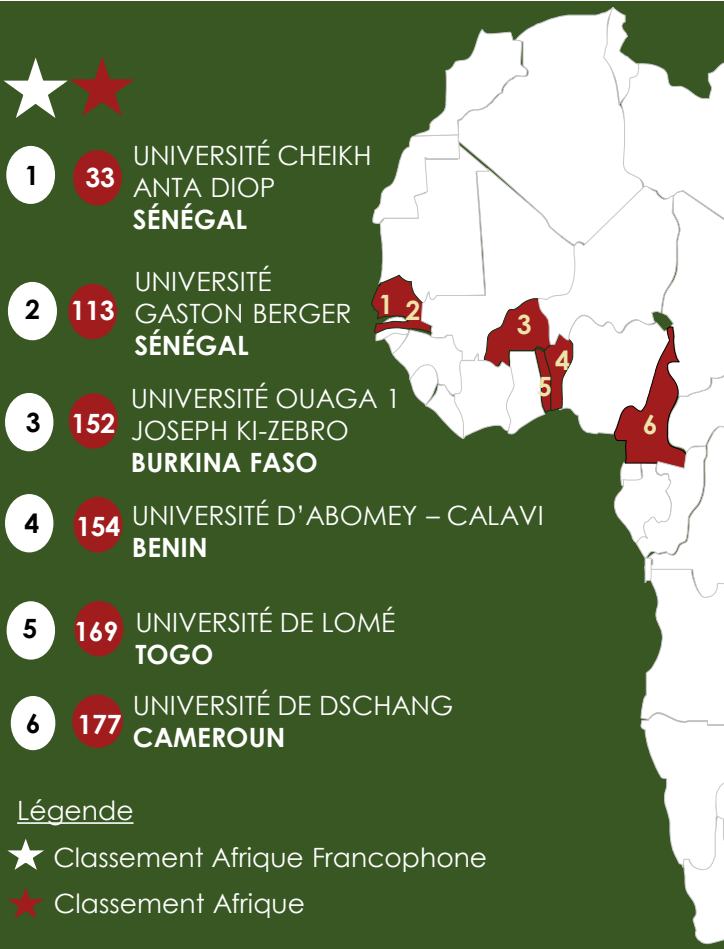 1 33 UNIVERSITÉ CHEIKH
ANTA DIOP
SÉNÉGAL
2 113 UNIVERSITÉ
GASTON BERGER
SÉNÉGAL
3 152 UNIVERSITÉ OUAGA 1
JOSEPH KI-ZEBRO
BURKINA FASO
4 154 UNIVERSITÉ D’ABOMEY – CALAVI
BENIN
5 169 UNIVERSITÉ DE LOMÉ
TOGO
6 177 UNIVERSITÉ DE DSCHANG
CAMEROUN
Légende
Classement Afrique Francophone
Classement Afrique
1 2
3
4
5
6